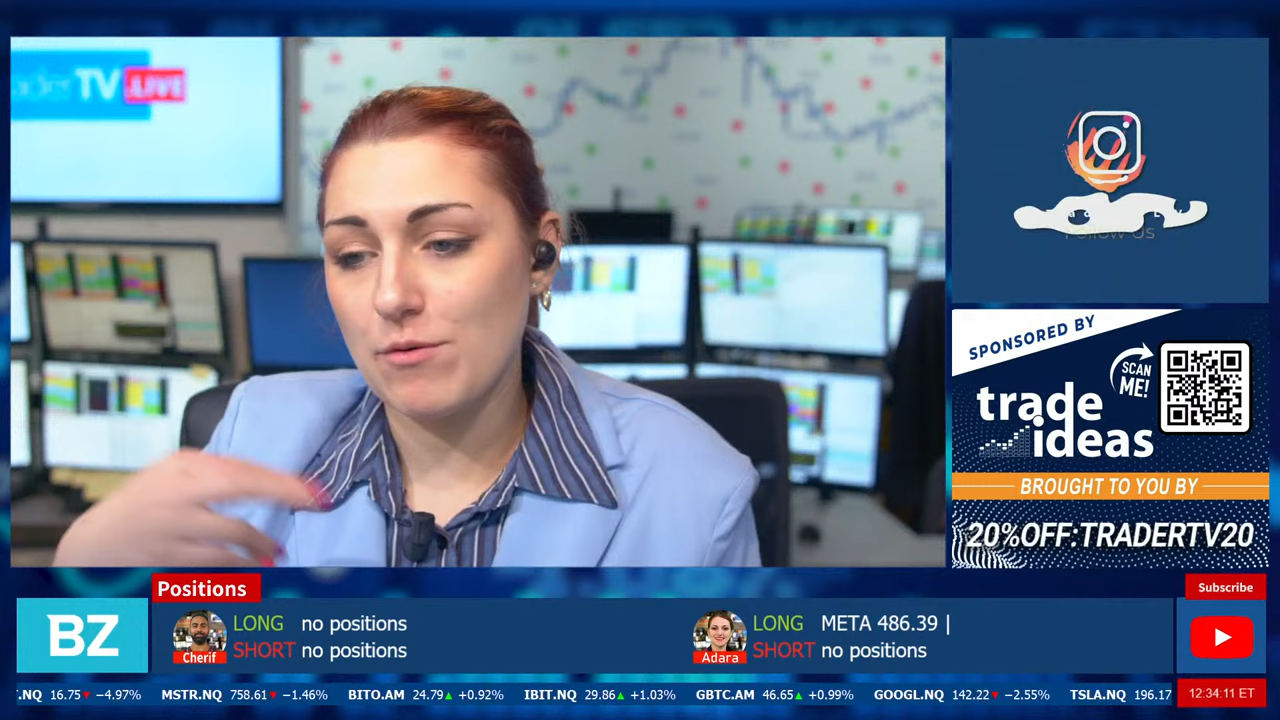 TV LIVE
SPONSORED BY
SCAN
ME!
trade
ideas
BROUGHT TO YOU BY
20%OFF:TRADERTV20
Positions
Subscribe
BZ
LONG no positions
SHORT no positions
Cherif
LONG META 486.39 |
SHORT no positions
Adara
.NQ 16.75▼ −4.97% MSTR.NQ 758.61▼ −1.46% BITO.AM 24.79▲ +0.92% IBIT.NQ 29.86▲ +1.03% GBTC.AM 46.65▲ +0.99% GOOGL.NQ 142.22▼ −2.55% TSLA.NQ 196.17
12:34:11 ET